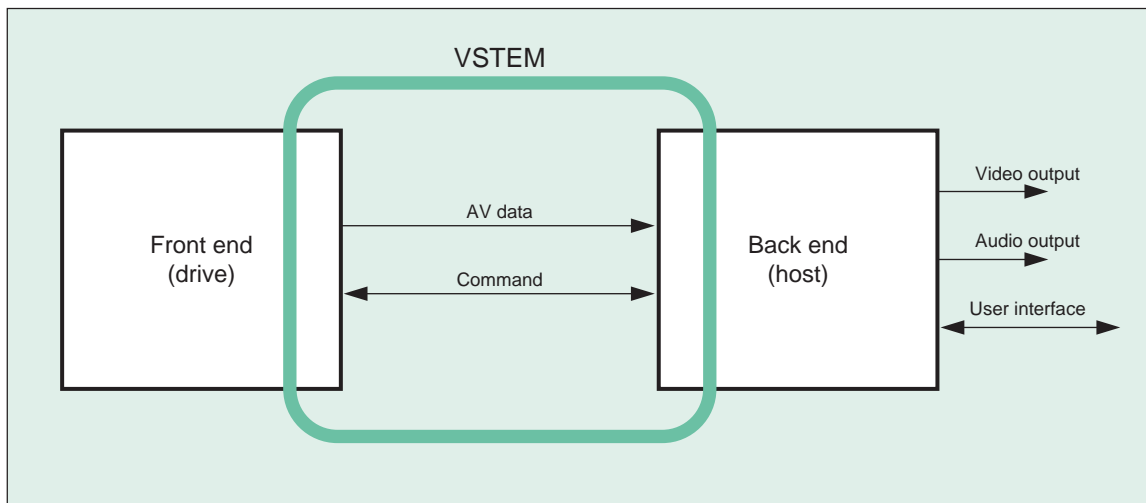 VSTEM
Front end
(drive)
AV data
Command
Back end
(host)
Video output
Audio output
User interface